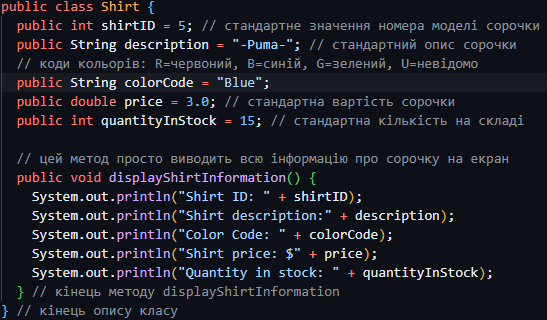 public class Shirt {
public int shirtID = 5; // стандартне значення номера моделі сорочки
public String description = "-Puma-"; // стандартний опис сорочки
// коди кольорів: R=червоний, B=синій, G=зелений, U=невідомо
public String colorCode = "Blue";
public double price = 3.0; // стандартна вартість сорочки
public int quantityInStock = 15; // стандартна кількість на складі
// цей метод просто виводить всю інформацію про сорочку на екран
public void displayShirtInformation() {
System.out.println("Shirt ID: " + shirtID);
System.out.println("Shirt description:" + description);
System.out.println("Color Code: " + colorCode);
System.out.println("Shirt price: $" + price);
System.out.println("Quantity in stock: " + quantityInStock);
} // кінець методу displayShirtInformation
} // кінець опису класу